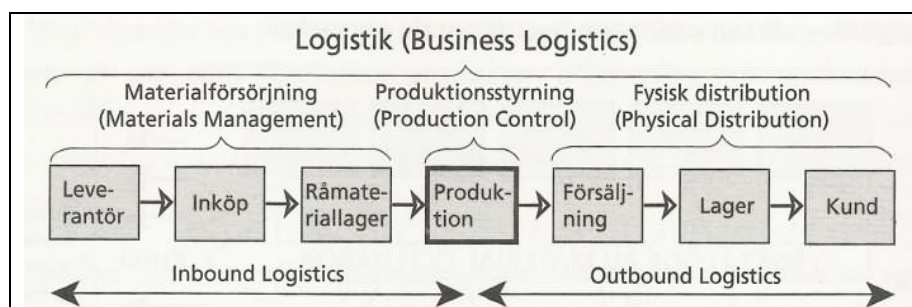 Logistik (Business Logistics)
Materialförsörjning
(Materials Management)
Produktionsstyrning
(Production Control)
Fysisk distribution
(Physical Distribution)
Leve-
rantör
Inköp
Råmate-
riallager
Produk-
tion
Försälj-
ning
Lager
Kund
Inbound Logistics
Outbound Logistics